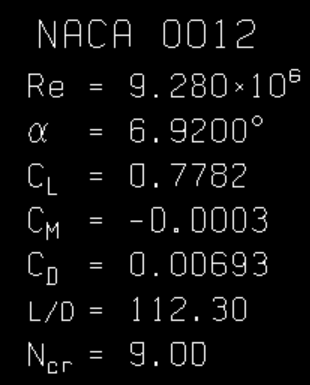 NACA 0012
Re = 9.280×10⁶
α = 6.9200°
C_L = 0.7782
C_M = -0.0003
C_D = 0.00693
L/D = 112.30
N_cr = 9.00